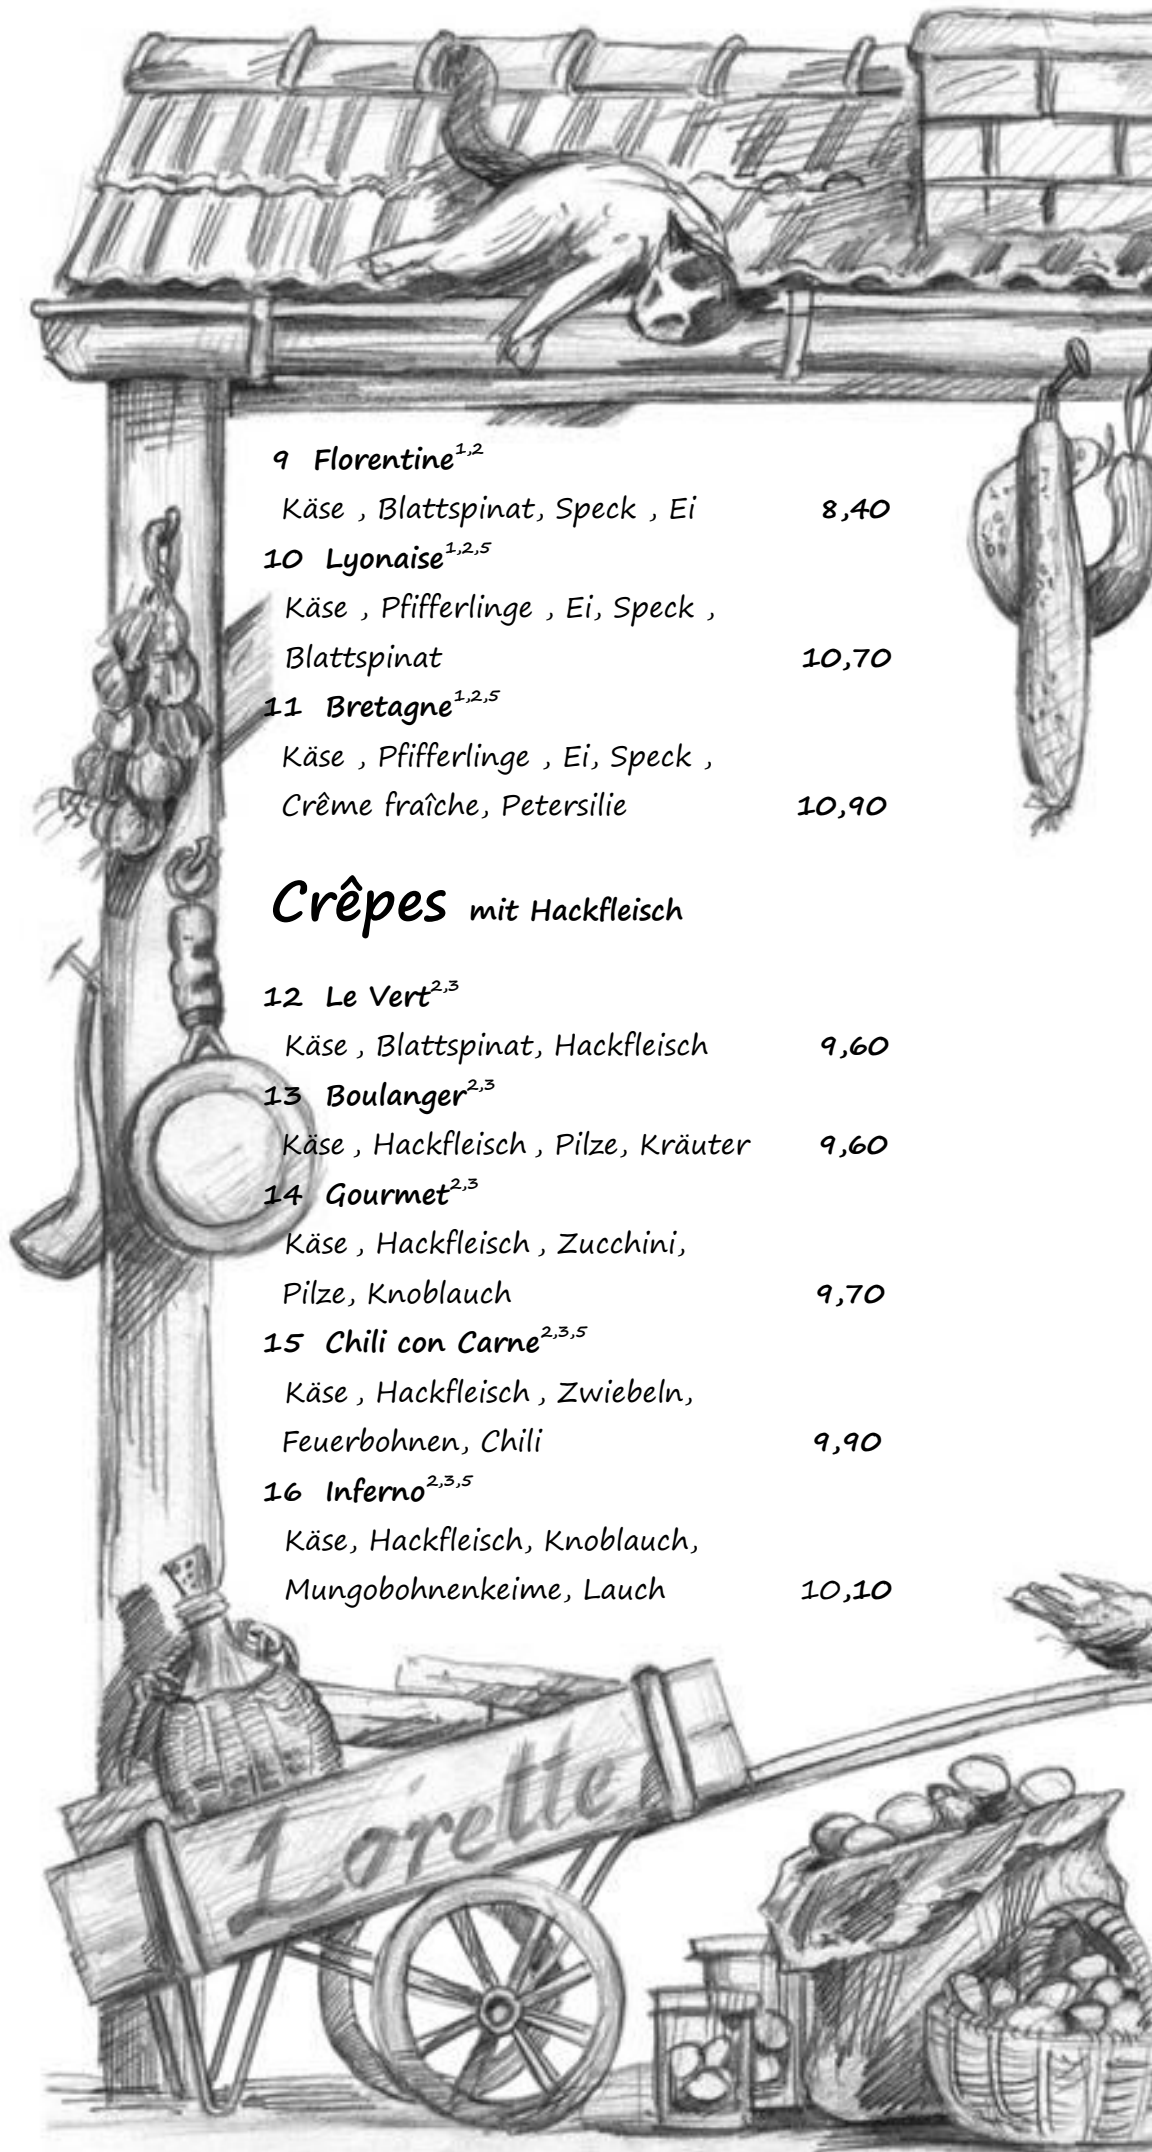 9 Florentine1,2
Käse , Blattspinat, Speck , Ei 8,40
10 Lyonaise1,2,5
Käse , Pfifferlinge , Ei, Speck ,
Blattspinat 10,70
11 Bretagne1,2,5
Käse , Pfifferlinge , Ei, Speck ,
Crême fraîche, Petersilie 10,90
Crêpes mit Hackfleisch
12 Le Vert2,3
Käse , Blattspinat, Hackfleisch 9,60
13 Boulanger2,3
Käse , Hackfleisch , Pilze, Kräuter 9,60
14 Gourmet2,3
Käse , Hackfleisch , Zucchini,
Pilze, Knoblauch 9,70
15 Chili con Carne2,3,5
Käse , Hackfleisch , Zwiebeln,
Feuerbohnen, Chili 9,90
16 Inferno2,3,5
Käse, Hackfleisch, Knoblauch,
Mungobohnenkeime, Lauch 10,10
Lorette